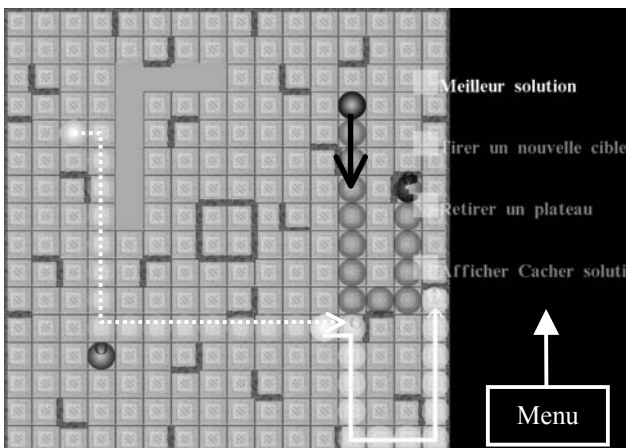 Meilleur solution
Tirer un nouvelle cible
Retirer un plateau
Afficher Cacher soluti
Menu